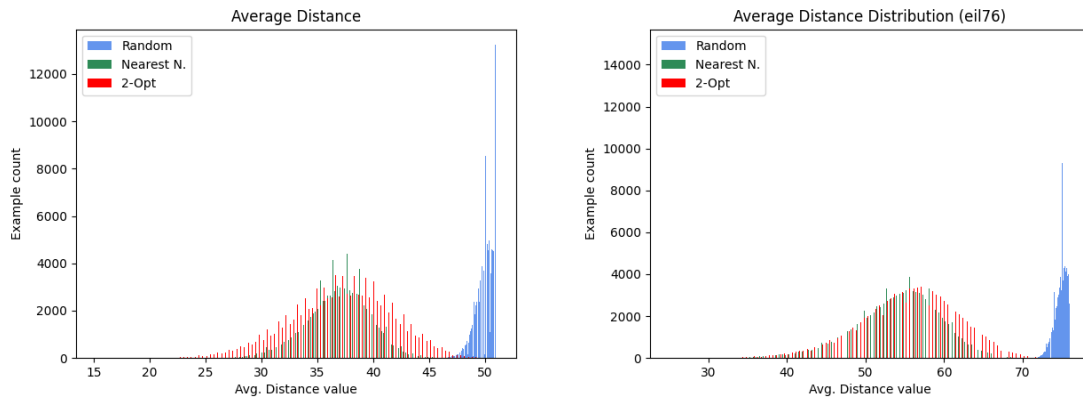 Average Distance
Random
Nearest N.
2-Opt
12000
10000
8000
6000
4000
2000
0
Example count
15 20 25 30 35 40 45 50
Avg. Distance value
Average Distance Distribution (eil76)
Random
Nearest N.
2-Opt
14000
12000
10000
8000
6000
4000
2000
0
Example count
30 40 50 60 70
Avg. Distance value